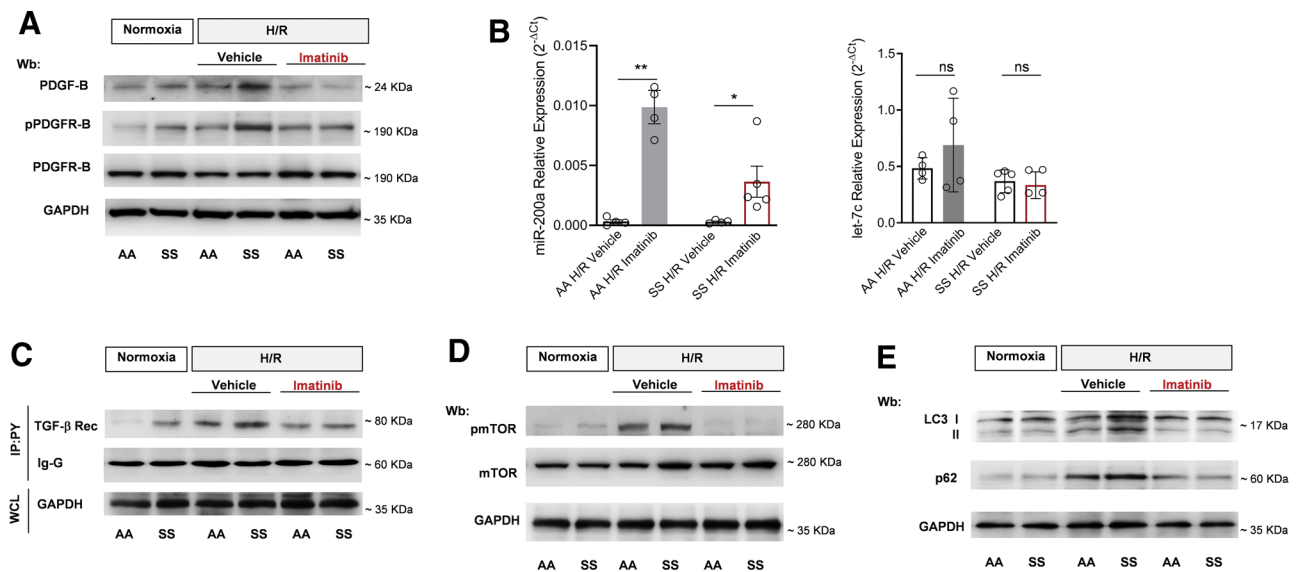 A
Normoxia H/R
Vehicle Imatinib
Wb:
PDGF-B ~ 24 KDa
pPDGFR-B ~ 190 KDa
PDGFR-B ~ 190 KDa
GAPDH ~ 35 KDa
AA SS AA SS AA SS
B
miR-200a Relative Expression (2^-ΔCt)
0.015
0.010
0.005
0.000
** *
AA H/R Vehicle
AA H/R Imatinib
SS H/R Vehicle
SS H/R Imatinib
let-7c Relative Expression (2^-ΔCt)
2.0
1.5
1.0
0.5
0.0
ns ns
AA H/R Vehicle
AA H/R Imatinib
SS H/R Vehicle
SS H/R Imatinib
C
Normoxia H/R
Vehicle Imatinib
IP:PY
TGF-β Rec ~ 80 KDa
Ig-G ~ 60 KDa
WCL
GAPDH ~ 35 KDa
AA SS AA SS AA SS
D
Normoxia H/R
Vehicle Imatinib
Wb:
pmTOR ~ 280 KDa
mTOR ~ 280 KDa
GAPDH ~ 35 KDa
AA SS AA SS AA SS
E
Normoxia H/R
Vehicle Imatinib
Wb:
LC3 I
II ~ 17 KDa
p62 ~ 60 KDa
GAPDH ~ 35 KDa
AA SS AA SS AA SS